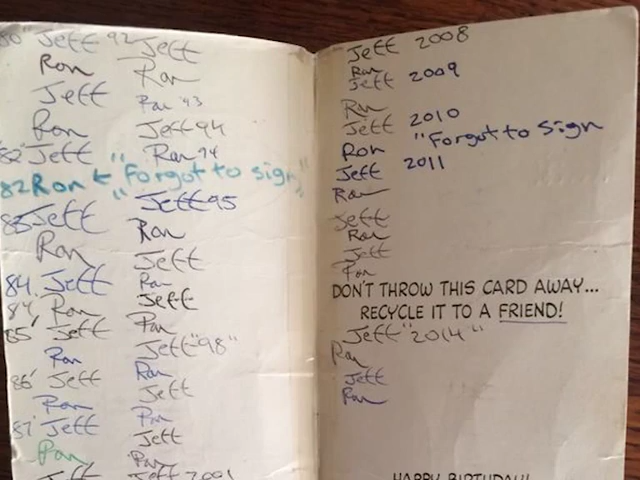 80" Jeff
Ron
Jeff
Ron
'82 Jeff
82 Ron ← "Forgot to sign"
83 Jeff
Ron
84 Jeff
84' Ron
85' Jeff
Ron
86' Jeff
Ron
87' Jeff
Ron
Jeff
92 Jeff
Ron
Ron '93
Jeff 94
Ron 94
Jeff 95
Ron
Jeff
Ron
Jeff
Ron
Jeff "98"
Ron
Jeff
Ron
Jeff
Ron
Jeff 2001
Jeff 2008
Ron
Jeff 2009
Ron
Jeff 2010
Ron "Forgot to sign
Jeff 2011
Ron
Jeff
Ron
Jeff
Ron
DON'T THROW THIS CARD AWAY...
RECYCLE IT TO A FRIEND!
Jeff "2014"
Ron
Jeff
Ron
HAPPY BIRTHDAY!